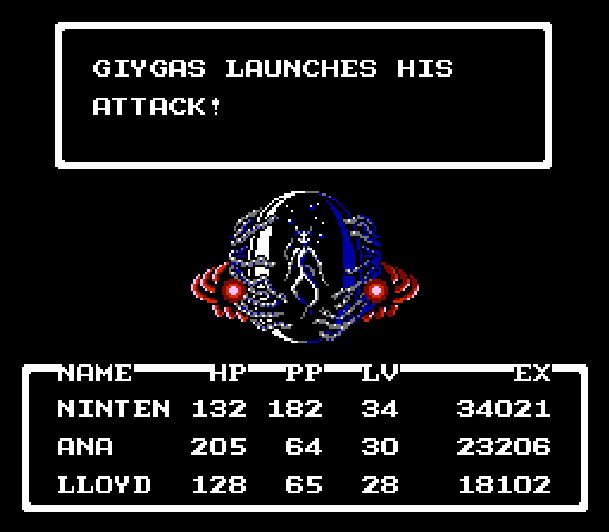 GIYGAS LAUNCHES HIS
ATTACK!
NAME HP PP LV EX
NINTEN 132 182 34 34021
ANA 205 64 30 23206
LLOYD 128 65 28 18102